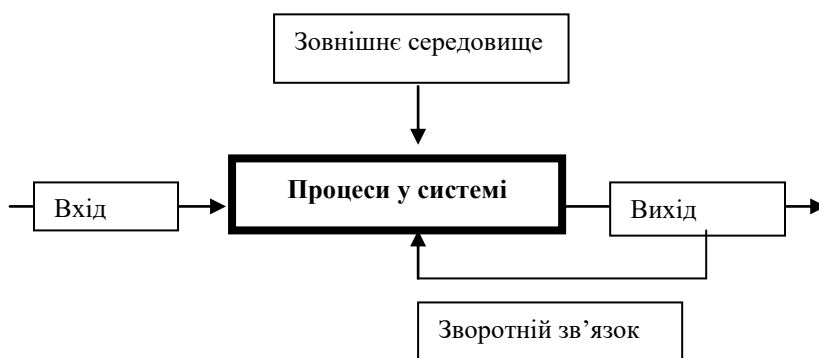 Зовнішнє середовище
Процеси у системі
Вхід
Вихід
Зворотній зв’язок